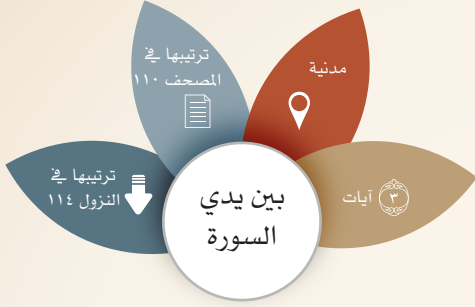 ترتيبها في
المصحف ١١٠
مدنية
ترتيبها في
النزول ١١٤
٣ آيات
بين يدي
السورة